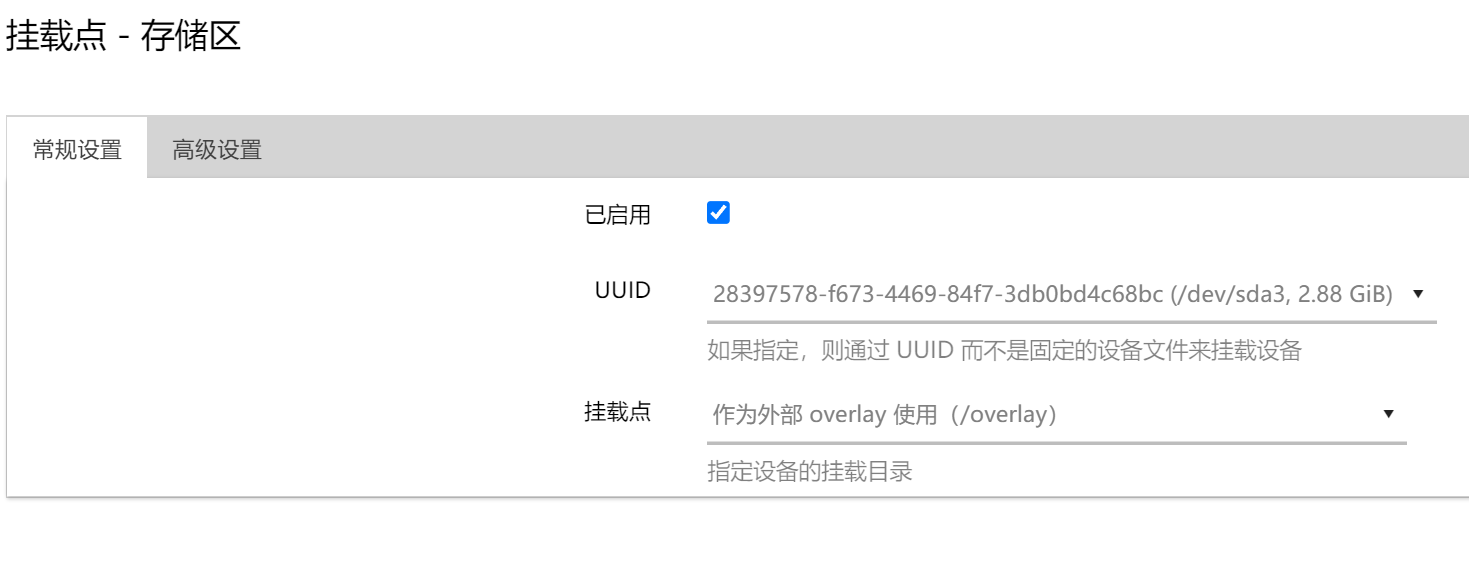 挂载点 - 存储区
常规设置 高级设置
已启用
UUID 28397578-f673-4469-84f7-3db0bd4c68bc (/dev/sda3, 2.88 GiB)
如果指定，则通过 UUID 而不是固定的设备文件来挂载设备
挂载点 作为外部 overlay 使用（/overlay）
指定设备的挂载目录